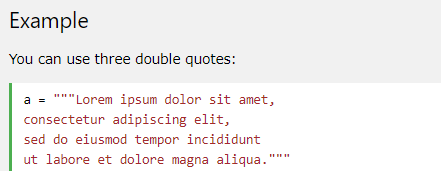 Example
You can use three double quotes:
a = """Lorem ipsum dolor sit amet,
consectetur adipiscing elit,
sed do eiusmod tempor incididunt
ut labore et dolore magna aliqua."""